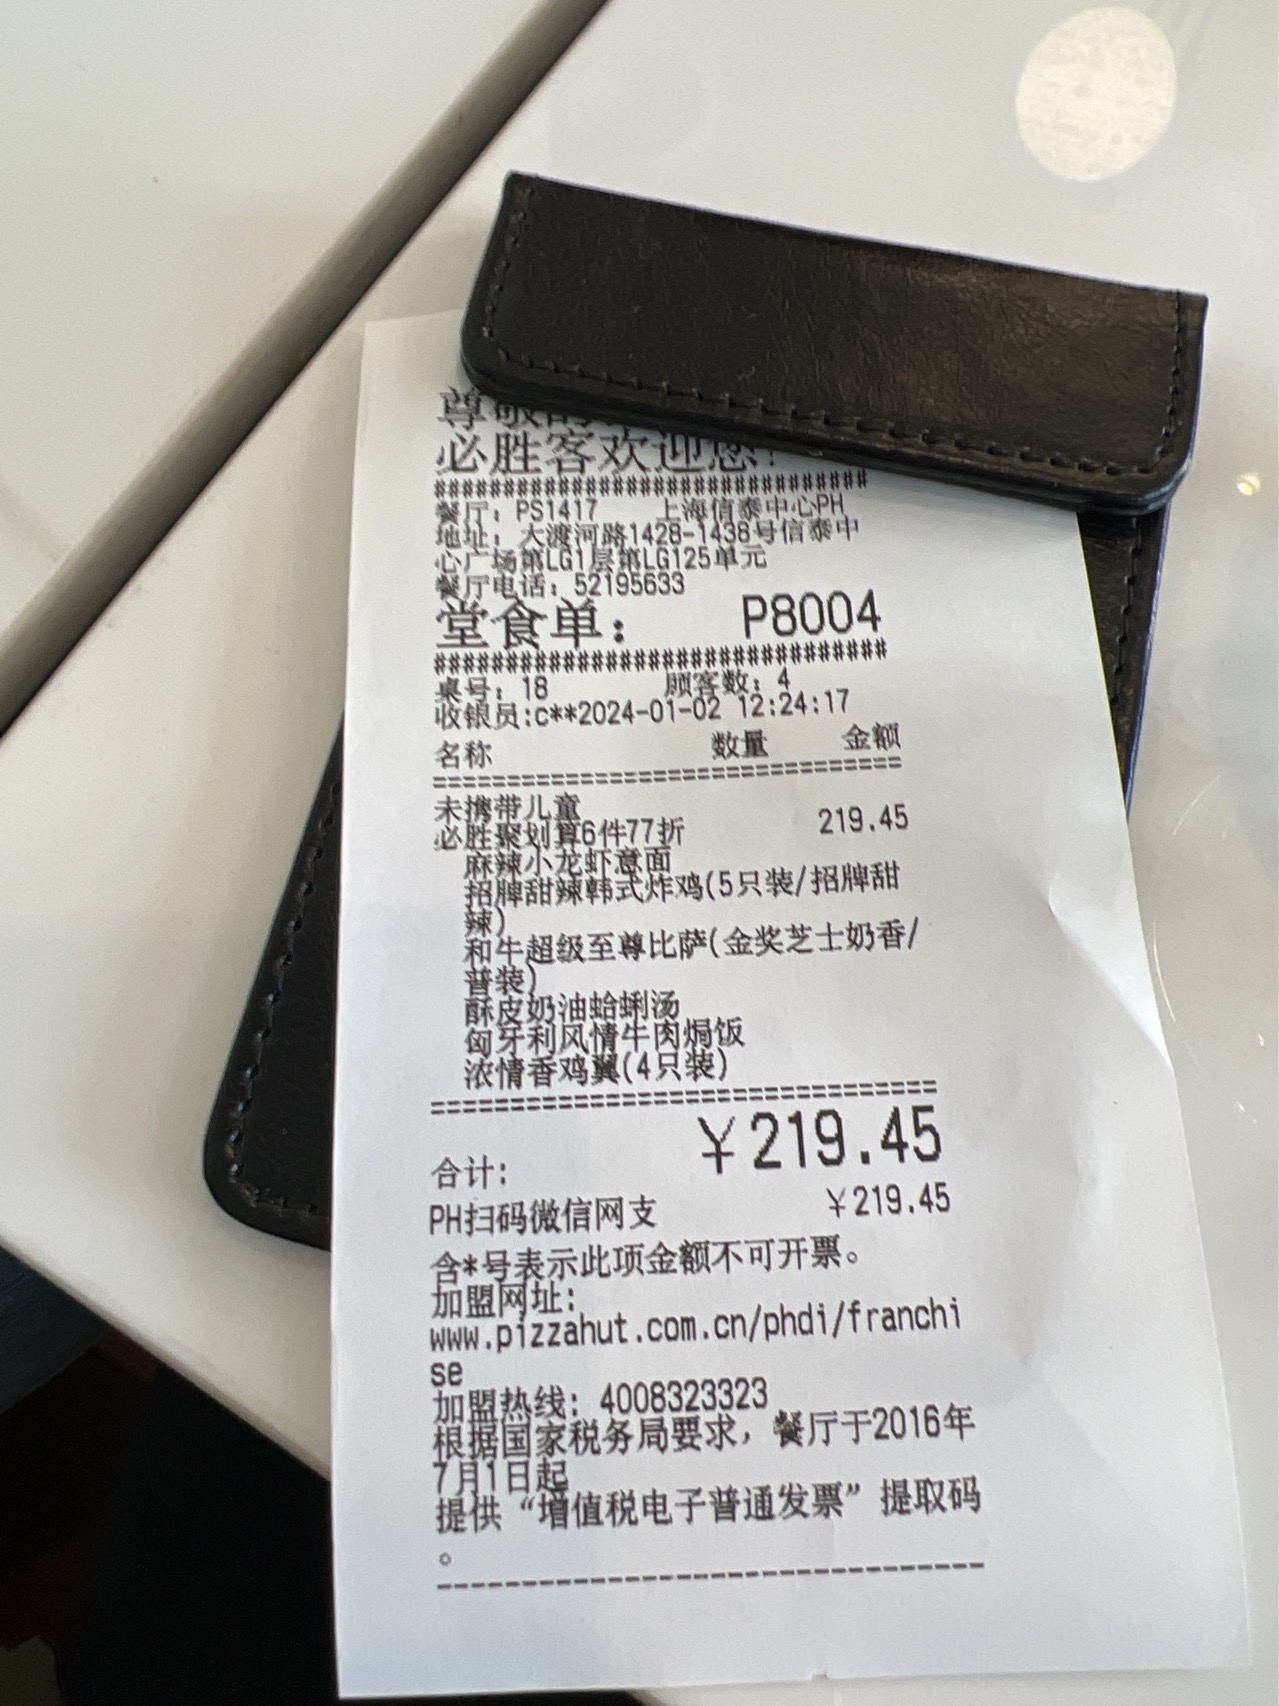 尊敬的
必胜客欢迎您!
################################
餐厅: PS1417 上海信泰中心PH
地址: 大渡河路1428-1438号信泰中
心广场第LG1层第LG125单元
餐厅电话: 52195633
堂食单: P8004
################################
桌号: 18 顾客数: 4
收银员:c**2024-01-02 12:24:17
名称 数量 金额
================================
未携带儿童
必胜聚划算6件77折 219.45
麻辣小龙虾意面
招牌甜辣韩式炸鸡(5只装/招牌甜
辣)
和牛超级至尊比萨(金奖芝士奶香/
普装)
酥皮奶油蛤蜊汤
匈牙利风情牛肉焗饭
浓情香鸡翼(4只装)
================================
合计: ￥219.45
PH扫码微信网支 ￥219.45
含*号表示此项金额不可开票。
加盟网址:
www.pizzahut.com.cn/phdi/franchi
se
加盟热线: 4008323323
根据国家税务局要求, 餐厅于2016年
7月1日起
提供“增值税电子普通发票”提取码
。
--------------------------------